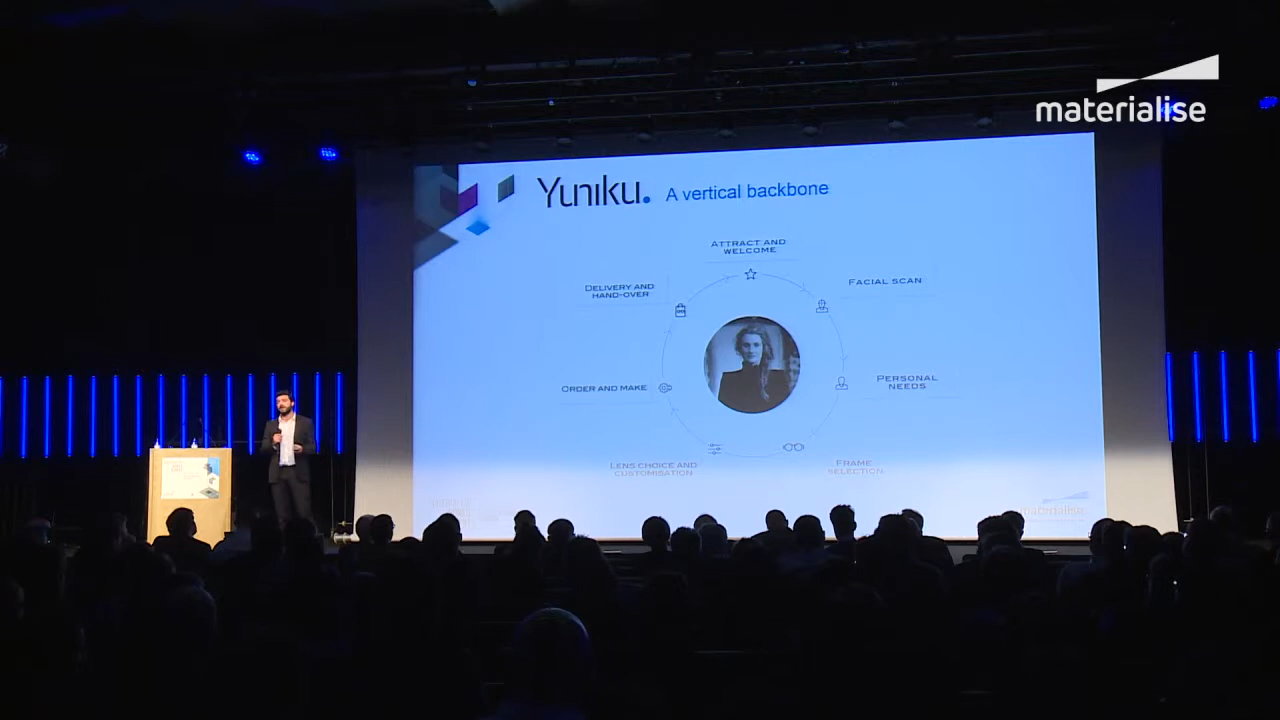 materialise
Yuniku.
A vertical backbone
ATTRACT AND
WELCOME
DELIVERY AND
HAND-OVER
FACIAL SCAN
ORDER AND MAKE
PERSONAL
NEEDS
LENS CHOICE AND
CUSTOMISATION
FRAME
SELECTION
materialise